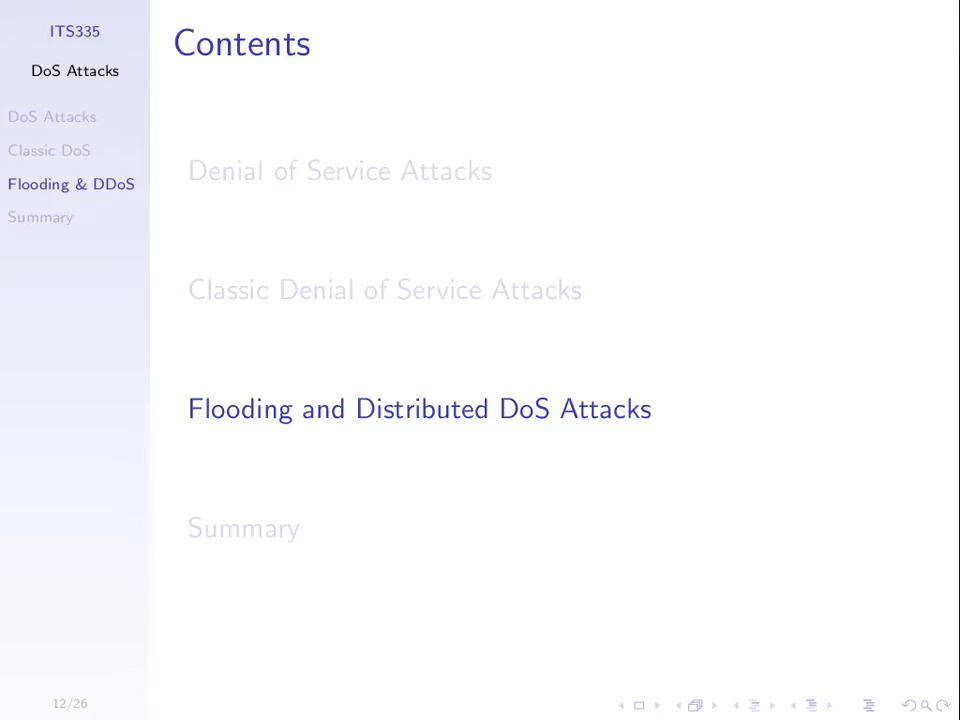 ITS335
DoS Attacks
DoS Attacks
Classic DoS
Flooding & DDoS
Summary
12/26
Contents
Denial of Service Attacks
Classic Denial of Service Attacks
Flooding and Distributed DoS Attacks
Summary